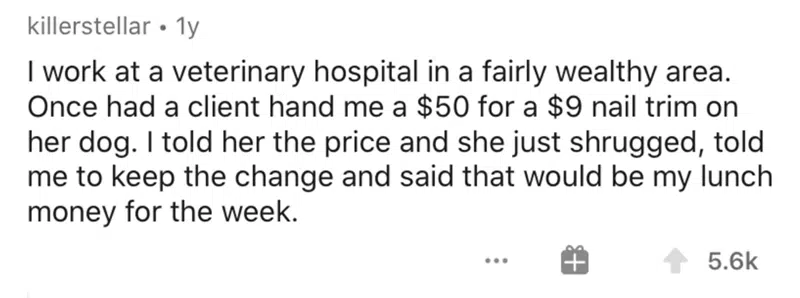 killerstellar • 1y
I work at a veterinary hospital in a fairly wealthy area.
Once had a client hand me a $50 for a $9 nail trim on
her dog. I told her the price and she just shrugged, told
me to keep the change and said that would be my lunch
money for the week.
5.6k